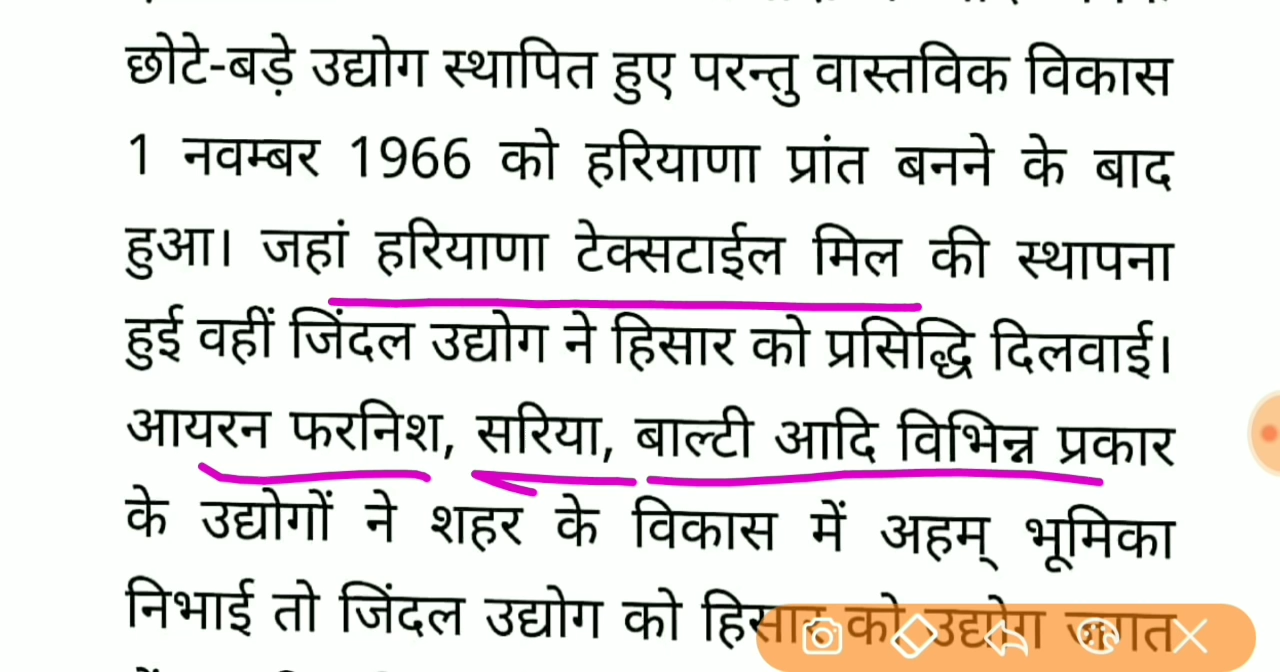 छोटे-बड़े उद्योग स्थापित हुए परन्तु वास्तविक विकास
1 नवम्बर 1966 को हरियाणा प्रांत बनने के बाद
हुआ। जहां हरियाणा टेक्सटाईल मिल की स्थापना
हुई वहीं जिंदल उद्योग ने हिसार को प्रसिद्धि दिलवाई।
आयरन फरनिश, सरिया, बाल्टी आदि विभिन्न प्रकार
के उद्योगों ने शहर के विकास में अहम् भूमिका
निभाई तो जिंदल उद्योग को हिसार को उद्योग जगत